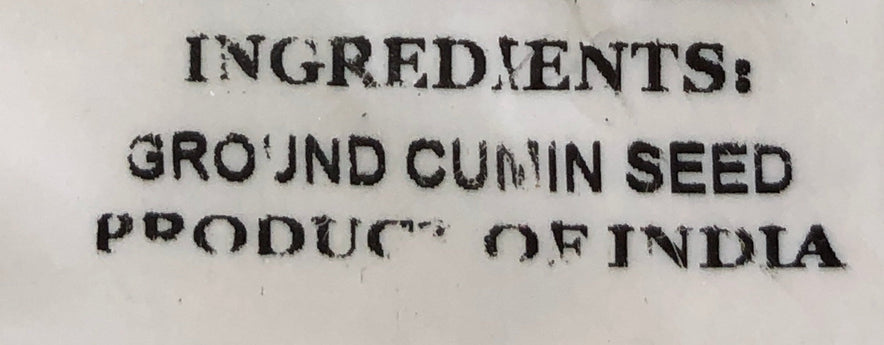 INGREDIENTS:
GROUND CUMIN SEED
PRODUCT OF INDIA